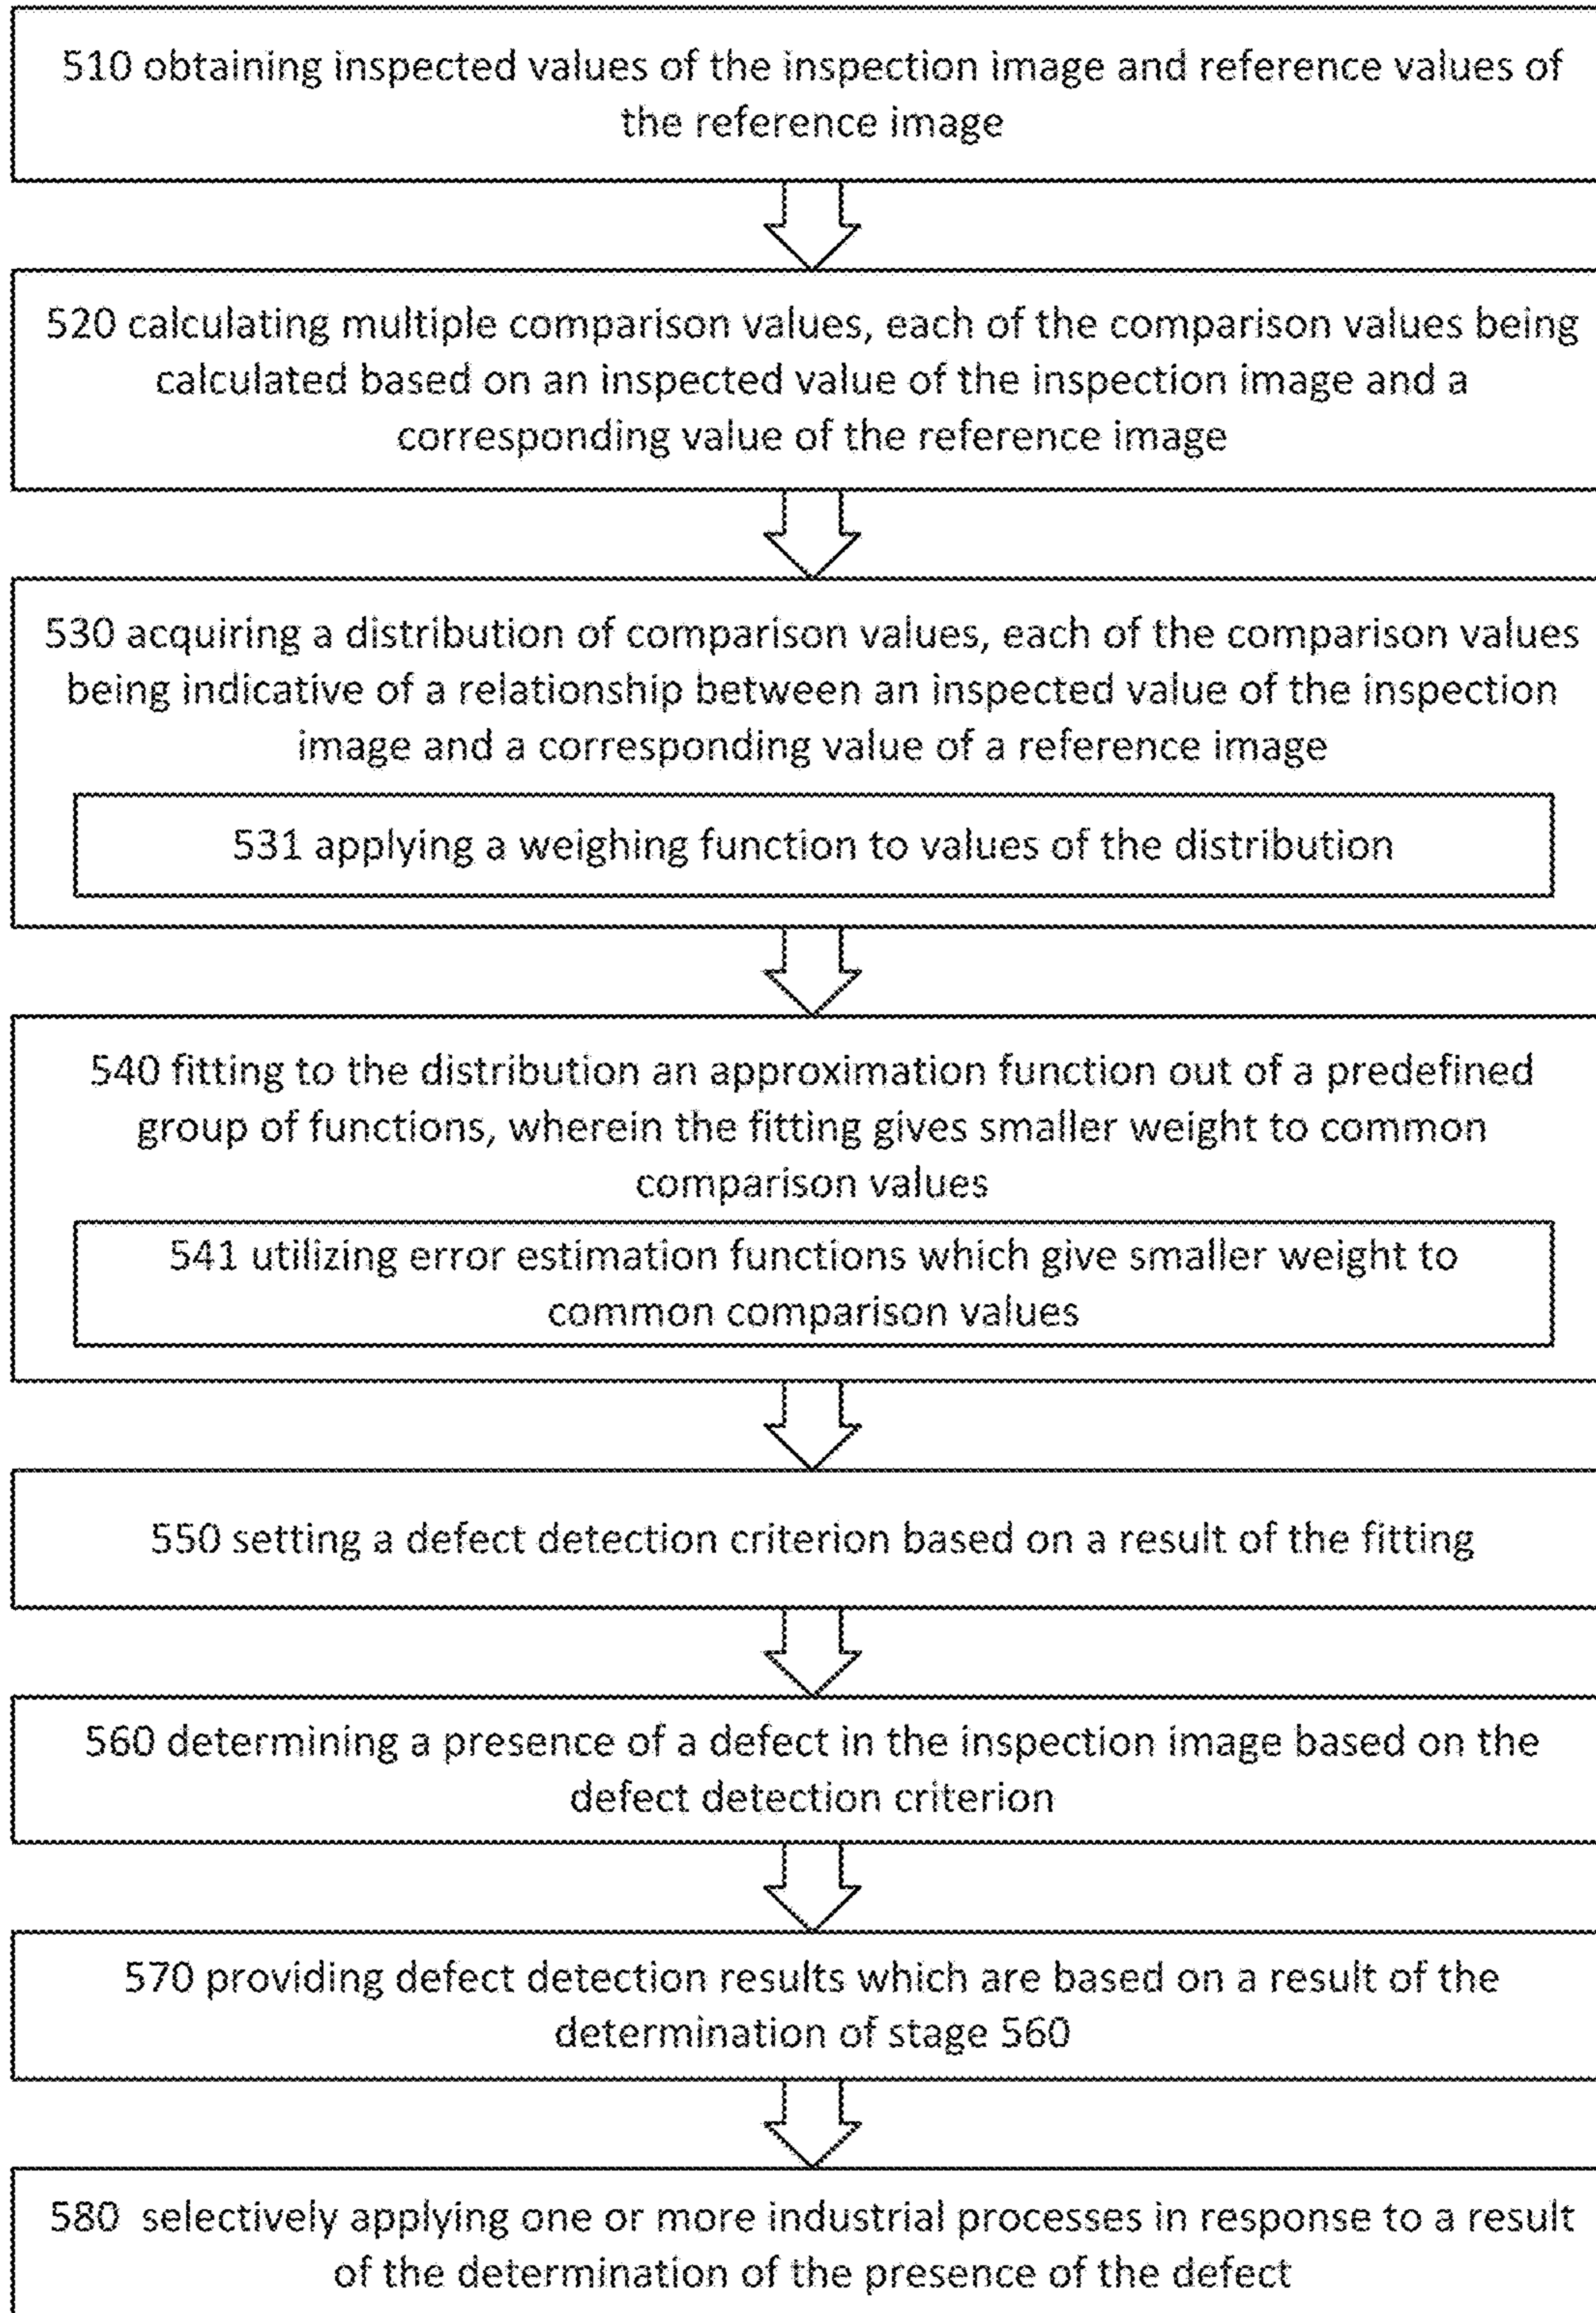 510 obtaining inspected values of the inspection image and reference values of
the reference image
520 calculating multiple comparison values, each of the comparison values being
calculated based on an inspected value of the inspection image and a
corresponding value of the reference image
530 acquiring a distribution of comparison values, each of the comparison values
being indicative of a relationship between an inspected value of the inspection
image and a corresponding value of a reference image
531 applying a weighing function to values of the distribution
540 fitting to the distribution an approximation function out of a predefined
group of functions, wherein the fitting gives smaller weight to common
comparison values
541 utilizing error estimation functions which give smaller weight to
common comparison values
550 setting a defect detection criterion based on a result of the fitting
560 determining a presence of a defect in the inspection image based on the
defect detection criterion
570 providing defect detection results which are based on a result of the
determination of stage 560
580 selectively applying one or more industrial processes in response to a result
of the determination of the presence of the defect